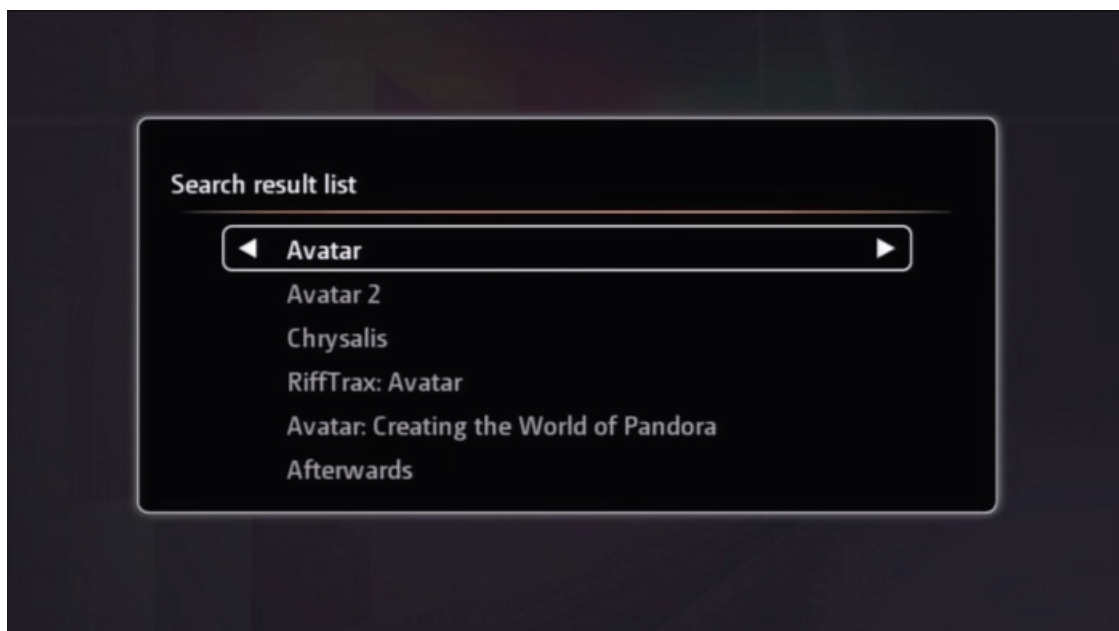 Search result list
Avatar
Avatar 2
Chrysalis
RiffTrax: Avatar
Avatar: Creating the World of Pandora
Afterwards